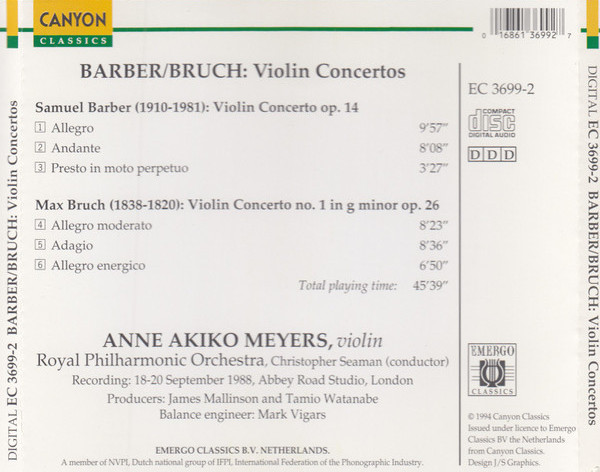 CANYON
CLASSICS
0 16861 36992 7
BARBER/BRUCH: Violin Concertos
Samuel Barber (1910-1981): Violin Concerto op. 14
1 Allegro 9'57"
2 Andante 8'08"
3 Presto in moto perpetuo 3'27"
Max Bruch (1838-1820): Violin Concerto no. 1 in g minor op. 26
4 Allegro moderato 8'23"
5 Adagio 8'36"
6 Allegro energico 6'50"
Total playing time: 45'39"
ANNE AKIKO MEYERS, violin
Royal Philharmonic Orchestra, Christopher Seaman (conductor)
Recording: 18-20 September 1988, Abbey Road Studio, London
Producers: James Mallinson and Tamio Watanabe
Balance engineer: Mark Vigars
EMERGO CLASSICS B.V. NETHERLANDS.
A member of NVPI, Dutch national group of IFPI, International Federation of the Phonographic Industry.
EC 3699-2
COMPACT
disc
DIGITAL AUDIO
D D D
EMERGO
CLASSICS
© 1994 Canyon Classics
Issued under licence to Emergo
Classics BV the Netherlands
from Canyon Classics.
Design J/S Graphics.
DIGITAL EC 3699-2 BARBER/BRUCH: Violin Concertos
DIGITAL EC 3699-2 BARBER/BRUCH: Violin Concertos